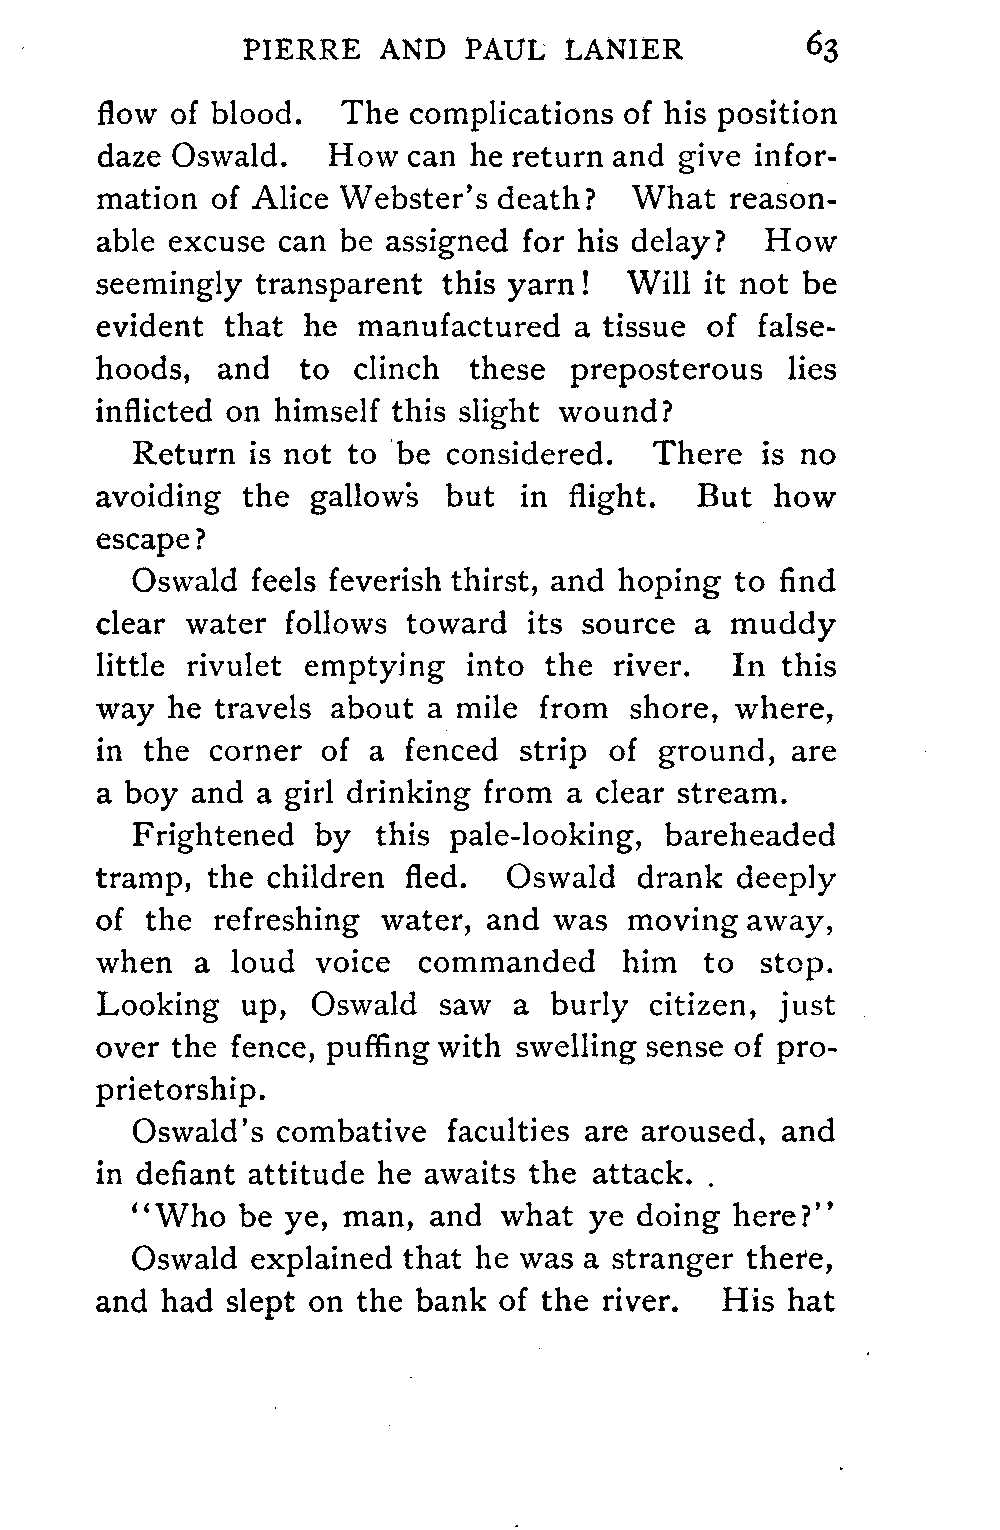 PIERRE AND PAUL LANIER 63
flow of blood. The complications of his position
daze Oswald. How can he return and give infor-
mation of Alice Webster's death? What reason-
able excuse can be assigned for his delay? How
seemingly transparent this yarn! Will it not be
evident that he manufactured a tissue of false-
hoods, and to clinch these preposterous lies
inflicted on himself this slight wound?
Return is not to be considered. There is no
avoiding the gallows but in flight. But how
escape?
Oswald feels feverish thirst, and hoping to find
clear water follows toward its source a muddy
little rivulet emptying into the river. In this
way he travels about a mile from shore, where,
in the corner of a fenced strip of ground, are
a boy and a girl drinking from a clear stream.
Frightened by this pale-looking, bareheaded
tramp, the children fled. Oswald drank deeply
of the refreshing water, and was moving away,
when a loud voice commanded him to stop.
Looking up, Oswald saw a burly citizen, just
over the fence, puffing with swelling sense of pro-
prietorship.
Oswald's combative faculties are aroused, and
in defiant attitude he awaits the attack.
"Who be ye, man, and what ye doing here?"
Oswald explained that he was a stranger there,
and had slept on the bank of the river. His hat